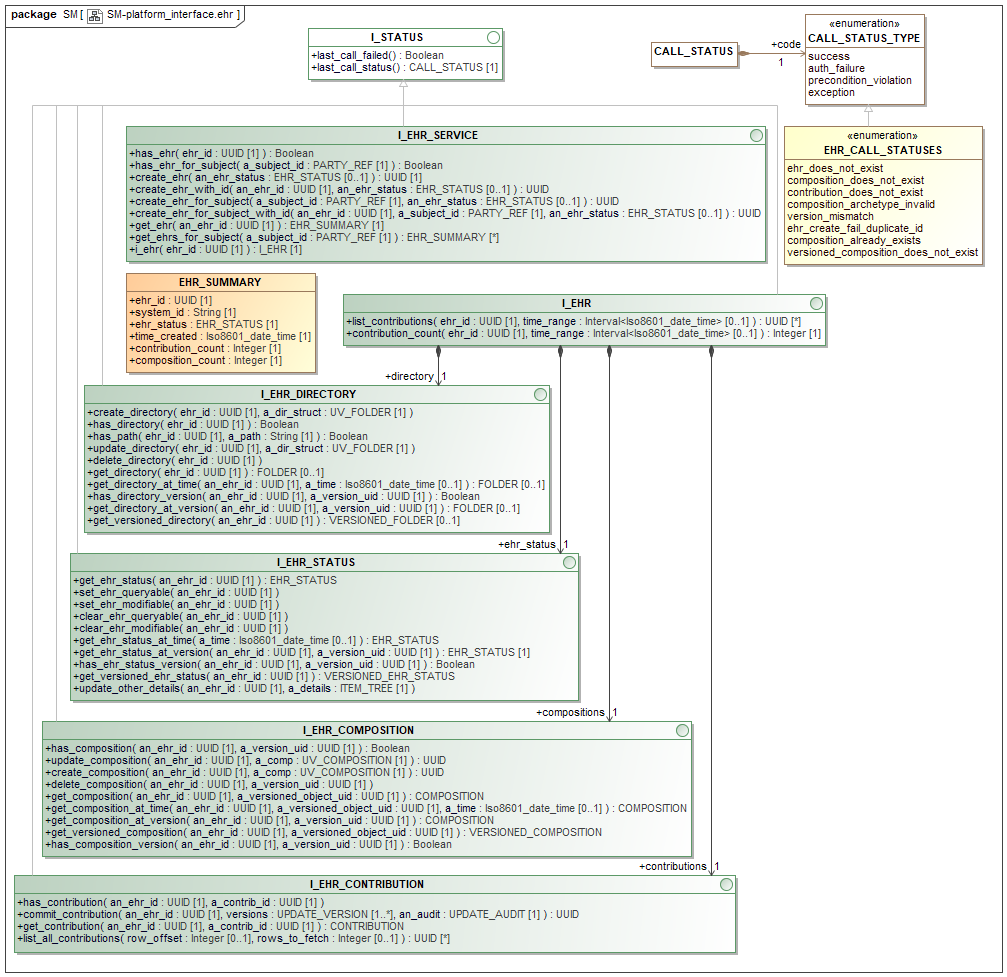 package SM [ SM-platform_interface.ehr ]
I_STATUS
+last_call_failed() : Boolean
+last_call_status() : CALL_STATUS [1]
CALL_STATUS
+code
1
«enumeration»
CALL_STATUS_TYPE
success
auth_failure
precondition_violation
exception
I_EHR_SERVICE
+has_ehr( ehr_id : UUID [1] ) : Boolean
+has_ehr_for_subject( a_subject_id : PARTY_REF [1] ) : Boolean
+create_ehr( an_ehr_status : EHR_STATUS [0..1] ) : UUID [1]
+create_ehr_with_id( an_ehr_id : UUID [1], an_ehr_status : EHR_STATUS [0..1] ) : UUID
+create_ehr_for_subject( a_subject_id : PARTY_REF [1], an_ehr_status : EHR_STATUS [0..1] ) : UUID
+create_ehr_for_subject_with_id( an_ehr_id : UUID [1], a_subject_id : PARTY_REF [1], an_ehr_status : EHR_STATUS [0..1] ) : UUID
+get_ehr( an_ehr_id : UUID [1] ) : EHR_SUMMARY [1]
+get_ehrs_for_subject( a_subject_id : PARTY_REF [1] ) : EHR_SUMMARY [*]
+i_ehr( ehr_id : UUID [1] ) : I_EHR [1]
«enumeration»
EHR_CALL_STATUSES
ehr_does_not_exist
composition_does_not_exist
contribution_does_not_exist
composition_archetype_invalid
version_mismatch
ehr_create_fail_duplicate_id
composition_already_exists
versioned_composition_does_not_exist
EHR_SUMMARY
+ehr_id : UUID [1]
+system_id : String [1]
+ehr_status : EHR_STATUS [1]
+time_created : Iso8601_date_time [1]
+contribution_count : Integer [1]
+composition_count : Integer [1]
I_EHR
+list_contributions( ehr_id : UUID [1], time_range : Interval<Iso8601_date_time> [0..1] ) : UUID [*]
+contribution_count( ehr_id : UUID [1], time_range : Interval<Iso8601_date_time> [0..1] ) : Integer [1]
+directory 1
I_EHR_DIRECTORY
+create_directory( ehr_id : UUID [1], a_dir_struct : UV_FOLDER [1] )
+has_directory( ehr_id : UUID [1] ) : Boolean
+has_path( ehr_id : UUID [1], a_path : String [1] ) : Boolean
+update_directory( ehr_id : UUID [1], a_dir_struct : UV_FOLDER [1] )
+delete_directory( ehr_id : UUID [1] )
+get_directory( ehr_id : UUID [1] ) : FOLDER [0..1]
+get_directory_at_time( an_ehr_id : UUID [1], a_time : Iso8601_date_time [0..1] ) : FOLDER [0..1]
+has_directory_version( an_ehr_id : UUID [1], a_version_uid : UUID [1] ) : Boolean
+get_directory_at_version( an_ehr_id : UUID [1], a_version_uid : UUID [1] ) : FOLDER [0..1]
+get_versioned_directory( an_ehr_id : UUID [1] ) : VERSIONED_FOLDER [0..1]
+ehr_status 1
I_EHR_STATUS
+get_ehr_status( an_ehr_id : UUID [1] ) : EHR_STATUS
+set_ehr_queryable( an_ehr_id : UUID [1] )
+set_ehr_modifiable( an_ehr_id : UUID [1] )
+clear_ehr_queryable( an_ehr_id : UUID [1] )
+clear_ehr_modifiable( an_ehr_id : UUID [1] )
+get_ehr_status_at_time( a_time : Iso8601_date_time [0..1] ) : EHR_STATUS
+get_ehr_status_at_version( an_ehr_id : UUID [1], a_version_uid : UUID [1] ) : EHR_STATUS [1]
+has_ehr_status_version( an_ehr_id : UUID [1], a_version_uid : UUID [1] ) : Boolean
+get_versioned_ehr_status( an_ehr_id : UUID [1] ) : VERSIONED_EHR_STATUS
+update_other_details( an_ehr_id : UUID [1], a_details : ITEM_TREE [1] )
+compositions 1
I_EHR_COMPOSITION
+has_composition( an_ehr_id : UUID [1], a_version_uid : UUID [1] ) : Boolean
+update_composition( an_ehr_id : UUID [1], a_comp : UV_COMPOSITION [1] ) : UUID
+create_composition( an_ehr_id : UUID [1], a_comp : UV_COMPOSITION [1] ) : UUID
+delete_composition( an_ehr_id : UUID [1], a_version_uid : UUID [1] )
+get_composition( an_ehr_id : UUID [1], a_versioned_object_uid : UUID [1] ) : COMPOSITION
+get_composition_at_time( an_ehr_id : UUID [1], a_versioned_object_uid : UUID [1], a_time : Iso8601_date_time [0..1] ) : COMPOSITION
+get_composition_at_version( an_ehr_id : UUID [1], a_version_uid : UUID [1] ) : COMPOSITION
+get_versioned_composition( an_ehr_id : UUID [1], a_versioned_object_uid : UUID [1] ) : VERSIONED_COMPOSITION
+has_composition_version( an_ehr_id : UUID [1], a_version_uid : UUID [1] ) : Boolean
+contributions 1
I_EHR_CONTRIBUTION
+has_contribution( an_ehr_id : UUID [1], a_contrib_id : UUID [1] )
+commit_contribution( an_ehr_id : UUID [1], versions : UPDATE_VERSION [1..*], an_audit : UPDATE_AUDIT [1] ) : UUID
+get_contribution( an_ehr_id : UUID [1], a_contrib_id : UUID [1] ) : CONTRIBUTION
+list_all_contributions( row_offset : Integer [0..1], rows_to_fetch : Integer [0..1] ) : UUID [*]